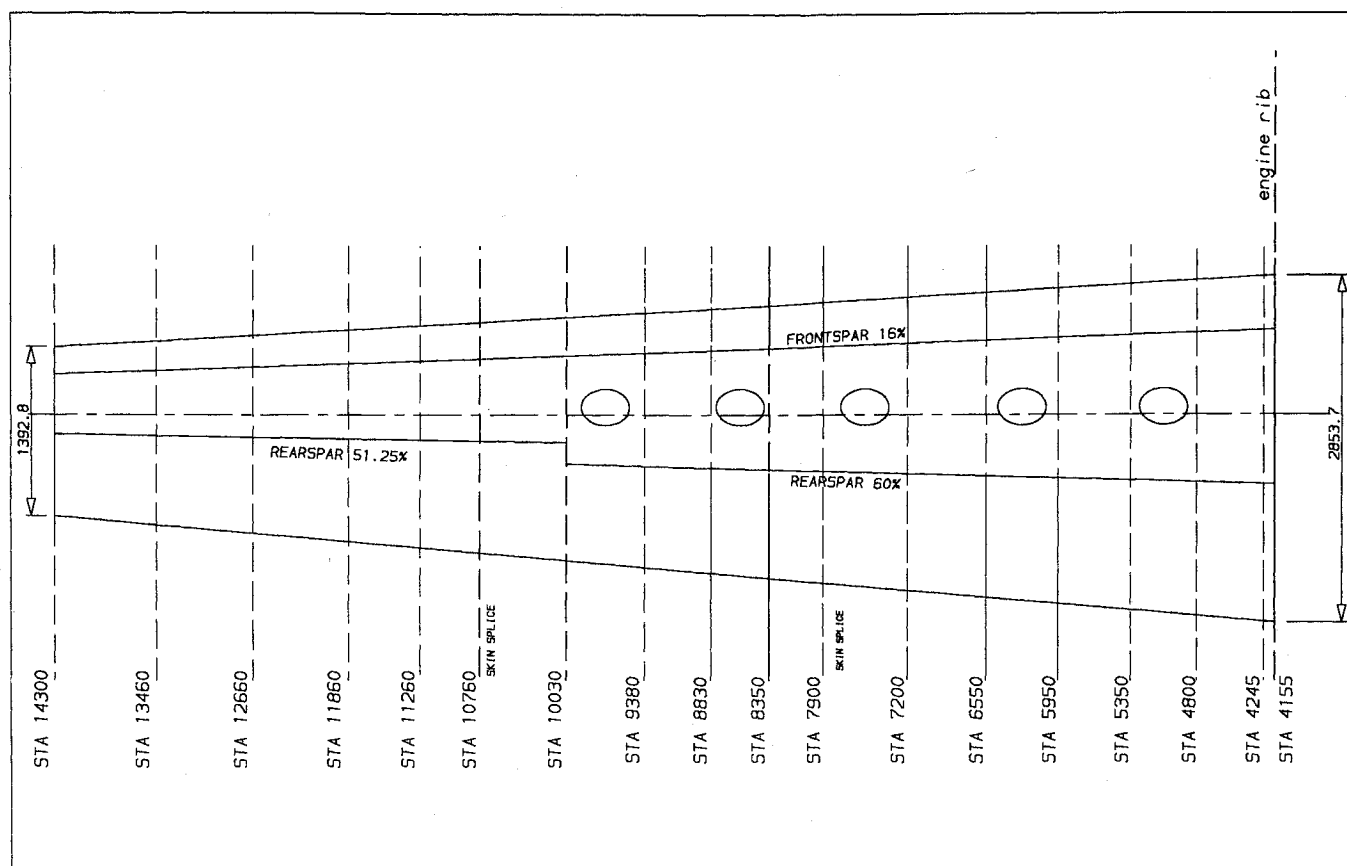 engine rib
FRONTSPAR 16%
1392.8
2853.7
REARSPAR 51.25%
REARSPAR 60%
SKIN SPLICE
SKIN SPLICE
STA 14300
STA 13460
STA 12660
STA 11860
STA 11260
STA 10760
STA 10030
STA 9380
STA 8830
STA 8350
STA 7900
STA 7200
STA 6550
STA 5950
STA 5350
STA 4800
STA 4245
STA 4155